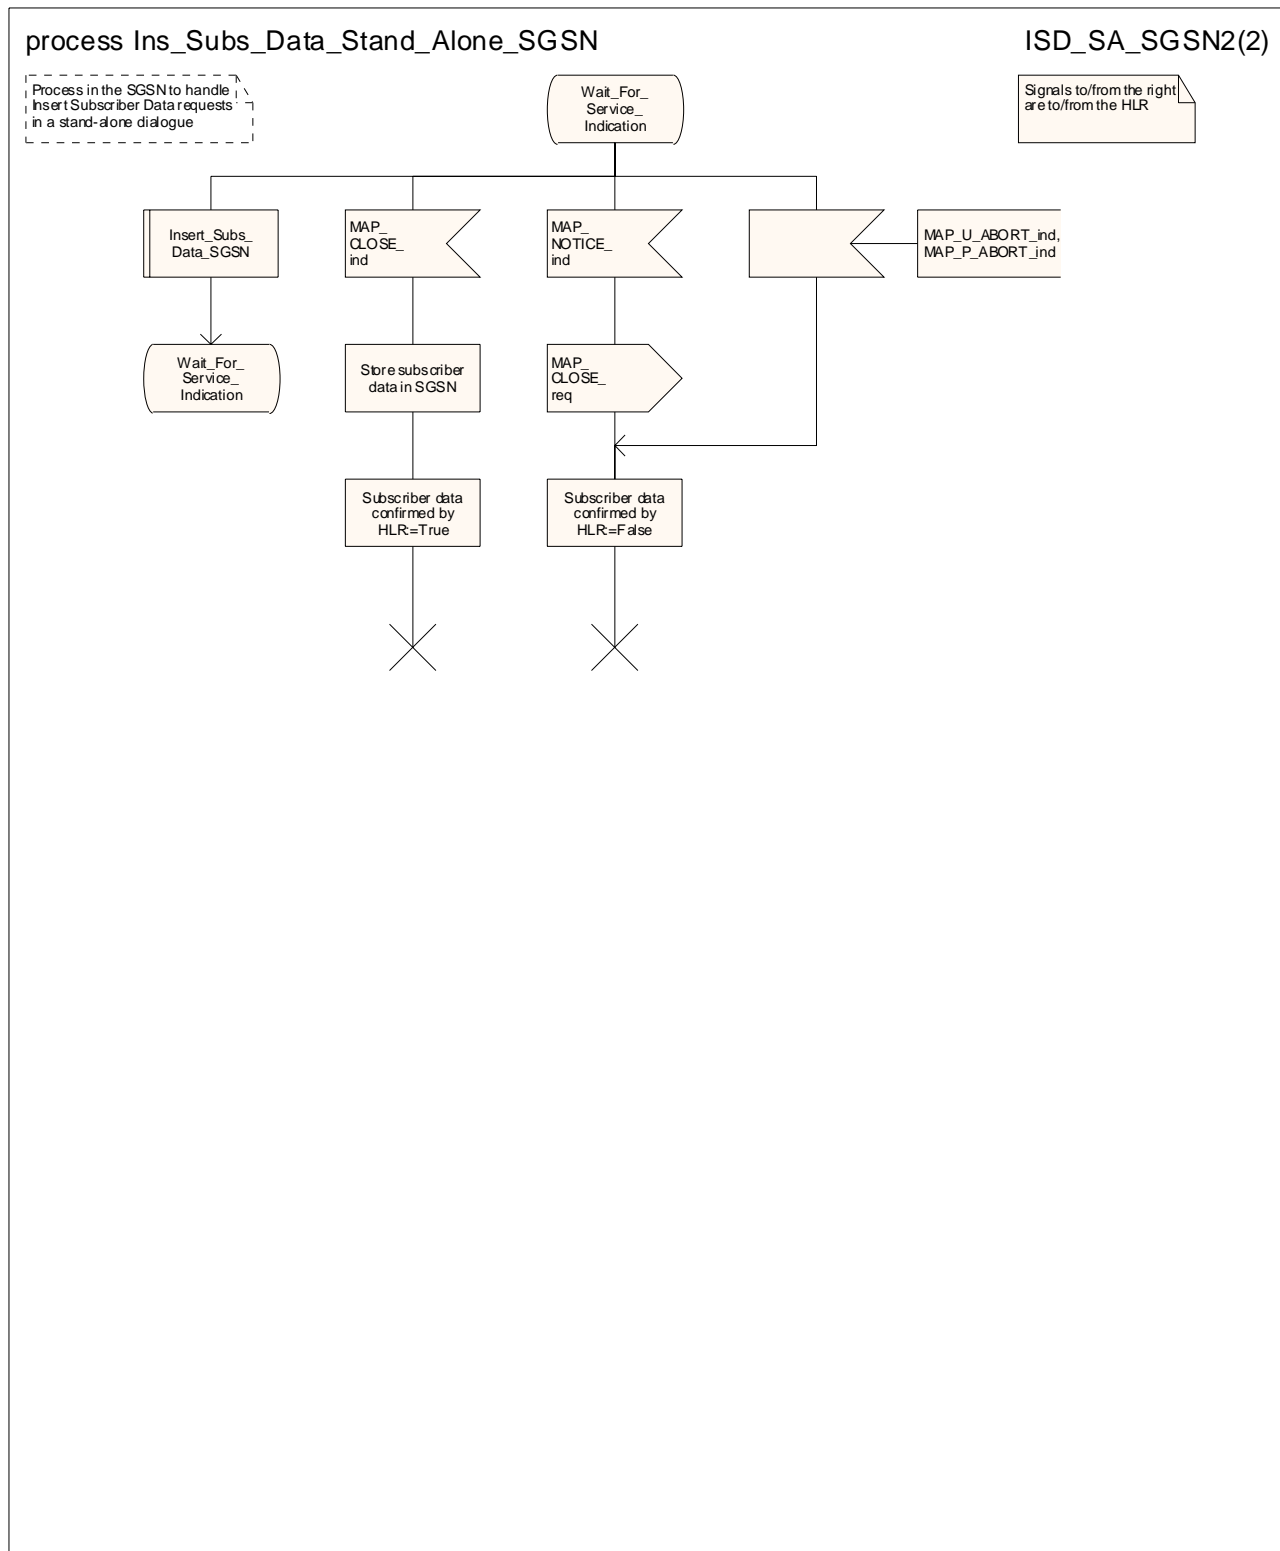 process Ins_Subs_Data_Stand_Alone_SGSN
ISD_SA_SGSN2(2)
Process in the SGSN to handle
Insert Subscriber Data requests
in a stand-alone dialogue
Wait_For_
Service_
Indication
Signals to/from the right
are to/from the HLR
Insert_Subs_
Data_SGSN
MAP_
CLOSE_
ind
MAP_
NOTICE_
ind
MAP_U_ABORT_ind,
MAP_P_ABORT_ind
Wait_For_
Service_
Indication
Store subscriber
data in SGSN
MAP_
CLOSE_
req
Subscriber data
confirmed by
HLR:=True
Subscriber data
confirmed by
HLR:=False